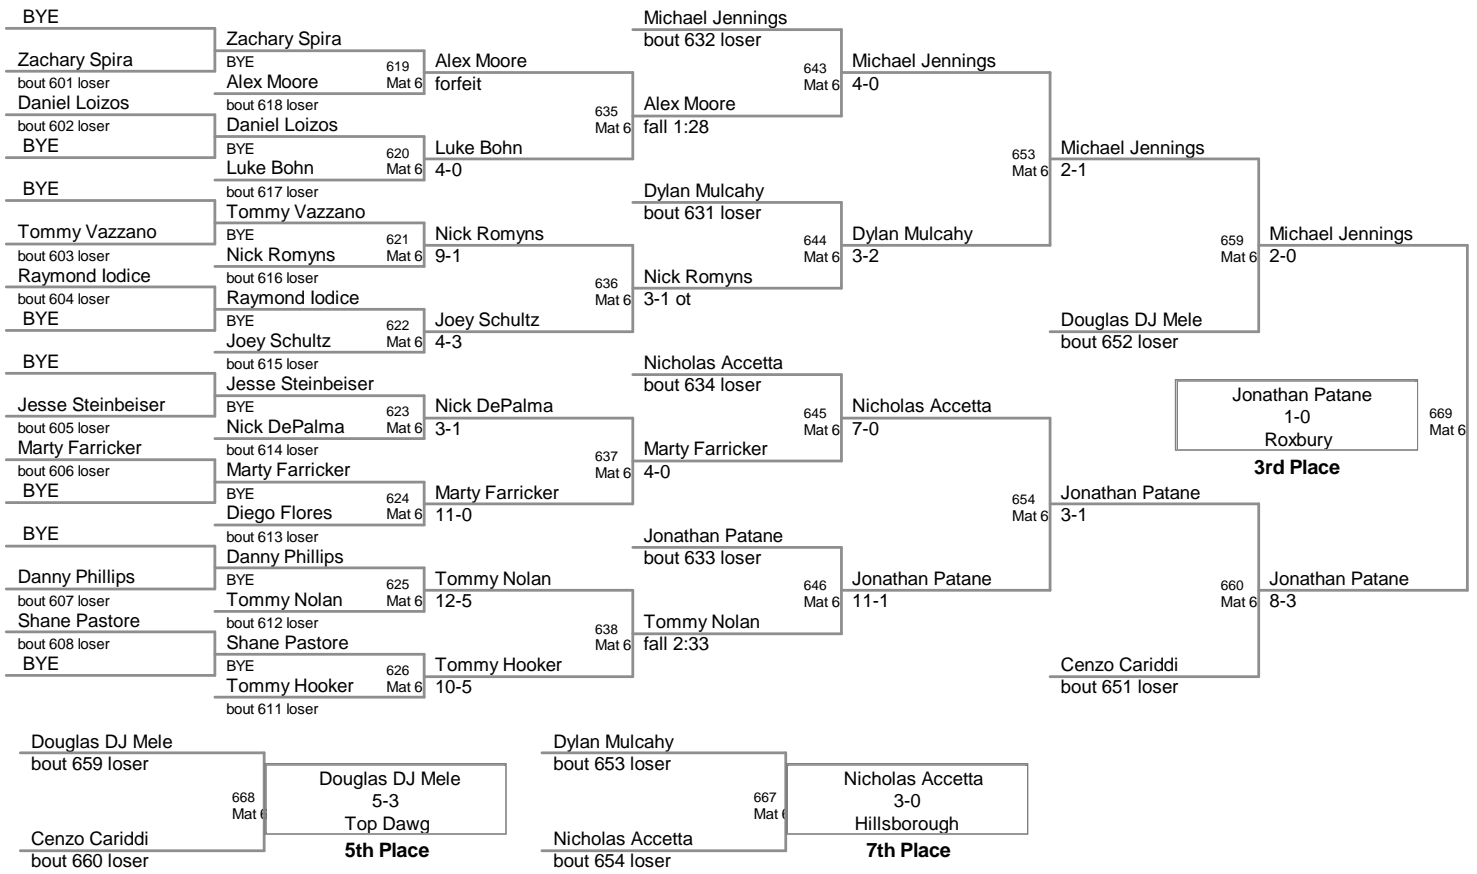 BYE
Zachary Spira
bout 601 loser
Daniel Loizos
bout 602 loser
BYE
BYE
Tommy Vazzano
bout 603 loser
Raymond Iodice
bout 604 loser
BYE
BYE
Jesse Steinbeiser
bout 605 loser
Marty Farricker
bout 606 loser
BYE
BYE
Danny Phillips
bout 607 loser
Shane Pastore
bout 608 loser
BYE
Zachary Spira
BYE
619
Alex Moore
Mat 6
bout 618 loser
Daniel Loizos
BYE
620
Luke Bohn
Mat 6
bout 617 loser
Tommy Vazzano
BYE
621
Nick Romyns
Mat 6
bout 616 loser
Raymond Iodice
BYE
622
Joey Schultz
Mat 6
bout 615 loser
Jesse Steinbeiser
BYE
623
Nick DePalma
Mat 6
bout 614 loser
Marty Farricker
BYE
624
Diego Flores
Mat 6
bout 613 loser
Danny Phillips
BYE
625
Tommy Nolan
Mat 6
bout 612 loser
Shane Pastore
BYE
626
Tommy Hooker
Mat 6
bout 611 loser
Alex Moore
forfeit
635
Mat 6
Luke Bohn
4-0
Nick Romyns
9-1
636
Mat 6
Joey Schultz
4-3
Nick DePalma
3-1
637
Mat 6
Marty Farricker
11-0
Tommy Nolan
12-5
638
Mat 6
Tommy Hooker
10-5
Michael Jennings
bout 632 loser
643
Mat 6
Alex Moore
fall 1:28
Dylan Mulcahy
bout 631 loser
644
Mat 6
Nick Romyns
3-1 ot
Nicholas Accetta
bout 634 loser
645
Mat 6
Marty Farricker
4-0
Jonathan Patane
bout 633 loser
646
Mat 6
Tommy Nolan
fall 2:33
Michael Jennings
4-0
653
Mat 6
Dylan Mulcahy
3-2
Nicholas Accetta
7-0
654
Mat 6
Jonathan Patane
11-1
Michael Jennings
2-1
659
Mat 6
Douglas DJ Mele
bout 652 loser
Jonathan Patane
3-1
660
Mat 6
Cenzo Cariddi
bout 651 loser
Michael Jennings
2-0
Jonathan Patane
1-0
Roxbury
3rd Place
669
Mat 6
Jonathan Patane
8-3
Douglas DJ Mele
bout 659 loser
668
Mat 6
Cenzo Cariddi
bout 660 loser
Douglas DJ Mele
5-3
Top Dawg
5th Place
Dylan Mulcahy
bout 653 loser
667
Mat 6
Nicholas Accetta
bout 654 loser
Nicholas Accetta
3-0
Hillsborough
7th Place